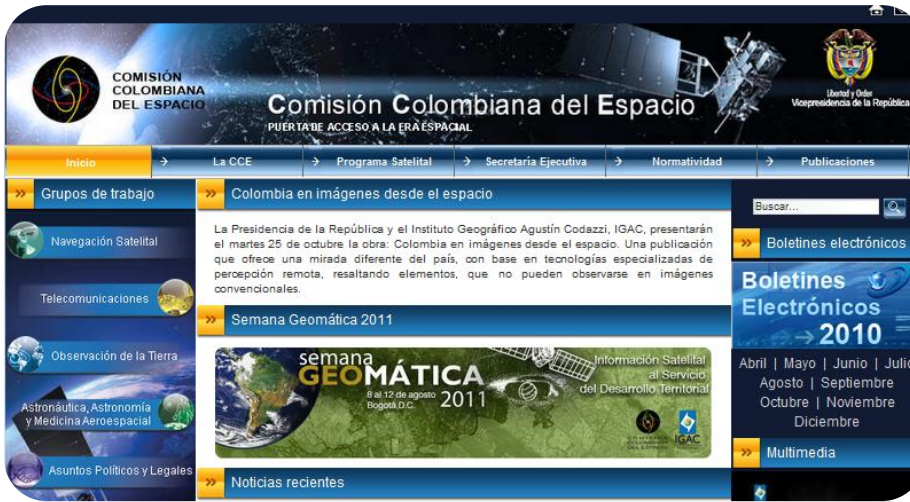 COMISIÓN
COLOMBIANA
DEL ESPACIO
Comisión Colombiana del Espacio
PUERTA DE ACCESO A LA ERA ESPACIAL
Libertad y Orden
Vicepresidencia de la República
Inicio
La CCE
Programa Satelital
Secretaría Ejecutiva
Normatividad
Publicaciones
Grupos de trabajo
Navegación Satelital
Telecomunicaciones
Observación de la Tierra
Astronáutica, Astronomía
y Medicina Aeroespacial
Asuntos Políticos y Legales
Colombia en imágenes desde el espacio
La Presidencia de la República y el Instituto Geográfico Agustín Codazzi, IGAC, presentarán
el martes 25 de octubre la obra: Colombia en imágenes desde el espacio. Una publicación
que ofrece una mirada diferente del país, con base en tecnologías especializadas de
percepción remota, resaltando elementos, que no pueden observarse en imágenes
convencionales.
Semana Geomática 2011
semana
GEOMÁTICA
8 al 12 de agosto
Bogotá D.C.
2011
Información Satelital
al Servicio
del Desarrollo Territorial
IGAC
Noticias recientes
Buscar...
Boletines electrónicos
Boletines
Electrónicos
2010
Abril | Mayo | Junio | Julio
Agosto | Septiembre
Octubre | Noviembre
Diciembre
Multimedia